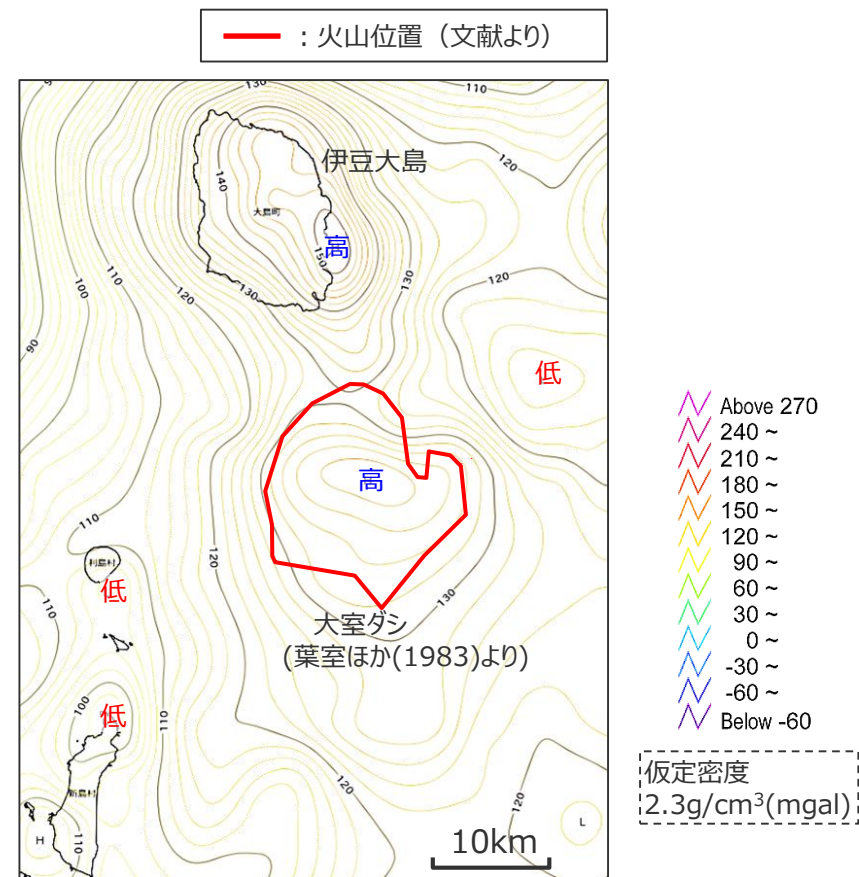 ：火山位置（文献より）
130
110
伊豆大島
120
140
大島町
高
150
110
100
120
130
130
120
90
低
高
110
120
利島村
低
110
130
大室ダシ
(葉室ほか(1983)より)
100
低
110
120
新島村
120
H
110
L
10km
Above 270
240 ~
210 ~
180 ~
150 ~
120 ~
90 ~
60 ~
30 ~
0 ~
-30 ~
-60 ~
Below -60
仮定密度
2.3g/cm³(mgal)